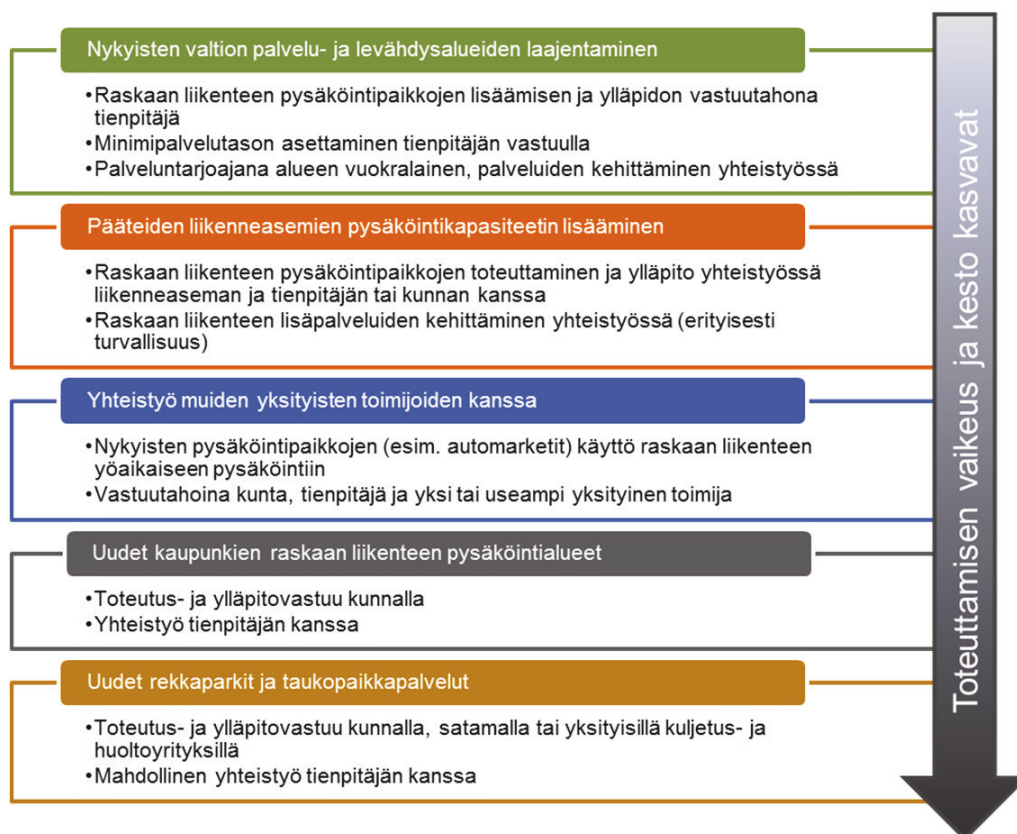 Nykyisten valtion palvelu- ja levähdysalueiden laajentaminen
•Raskaan liikenteen pysäköintipaikkojen lisäämisen ja ylläpidon vastuutahona
tienpitäjä
•Minimipalvelutason asettaminen tienpitäjän vastuulla
•Palveluntarjoajana alueen vuokralainen, palveluiden kehittäminen yhteistyössä
Pääteiden liikenneasemien pysäköintikapasiteetin lisääminen
•Raskaan liikenteen pysäköintipaikkojen toteuttaminen ja ylläpito yhteistyössä
liikenneaseman ja tienpitäjän tai kunnan kanssa
•Raskaan liikenteen lisäpalveluiden kehittäminen yhteistyössä (erityisesti
turvallisuus)
Yhteistyö muiden yksityisten toimijoiden kanssa
•Nykyisten pysäköintipaikkojen (esim. automarketit) käyttö raskaan liikenteen
yöaikaiseen pysäköintiin
•Vastuutahoina kunta, tienpitäjä ja yksi tai useampi yksityinen toimija
Uudet kaupunkien raskaan liikenteen pysäköintialueet
•Toteutus- ja ylläpitovastuu kunnalla
•Yhteistyö tienpitäjän kanssa
Uudet rekkaparkit ja taukopaikkapalvelut
•Toteutus- ja ylläpitovastuu kunnalla, satamalla tai yksityisillä kuljetus- ja
huoltoyrityksillä
•Mahdollinen yhteistyö tienpitäjän kanssa
Toteuttamisen vaikeus ja kesto kasvavat